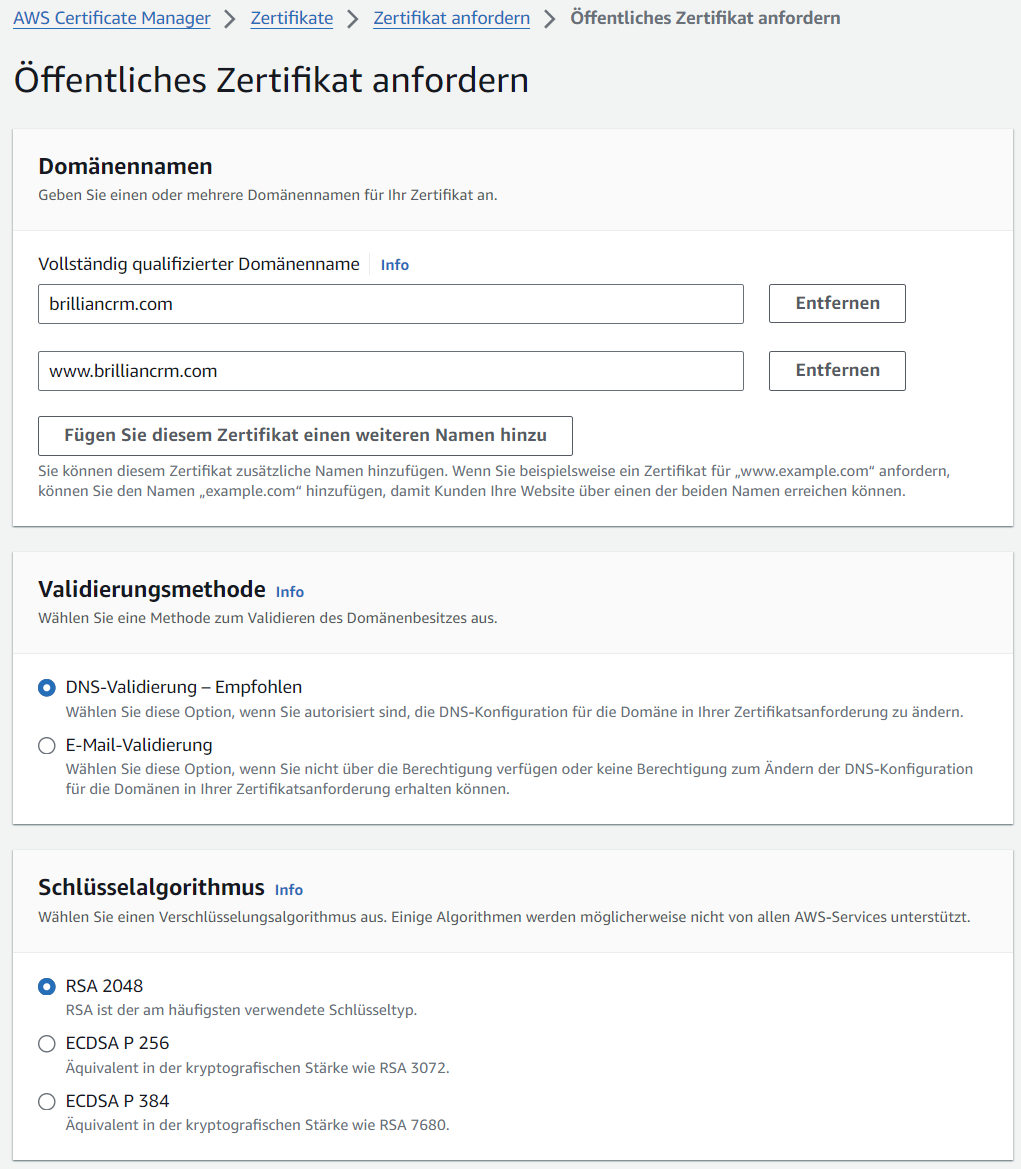 AWS Certificate Manager > Zertifikate > Zertifikat anfordern > Öffentliches Zertifikat anfordern
Öffentliches Zertifikat anfordern
Domänennamen
Geben Sie einen oder mehrere Domänennamen für Ihr Zertifikat an.
Vollständig qualifizierter Domänenname Info
brilliancrm.com Entfernen
www.brilliancrm.com Entfernen
Fügen Sie diesem Zertifikat einen weiteren Namen hinzu
Sie können diesem Zertifikat zusätzliche Namen hinzufügen. Wenn Sie beispielsweise ein Zertifikat für „www.example.com“ anfordern,
können Sie den Namen „example.com“ hinzufügen, damit Kunden Ihre Website über einen der beiden Namen erreichen können.
Validierungsmethode Info
Wählen Sie eine Methode zum Validieren des Domänenbesitzes aus.
DNS-Validierung – Empfohlen
Wählen Sie diese Option, wenn Sie autorisiert sind, die DNS-Konfiguration für die Domäne in Ihrer Zertifikatsanforderung zu ändern.
E-Mail-Validierung
Wählen Sie diese Option, wenn Sie nicht über die Berechtigung verfügen oder keine Berechtigung zum Ändern der DNS-Konfiguration
für die Domänen in Ihrer Zertifikatsanforderung erhalten können.
Schlüsselalgorithmus Info
Wählen Sie einen Verschlüsselungsalgorithmus aus. Einige Algorithmen werden möglicherweise nicht von allen AWS-Services unterstützt.
RSA 2048
RSA ist der am häufigsten verwendete Schlüsseltyp.
ECDSA P 256
Äquivalent in der kryptografischen Stärke wie RSA 3072.
ECDSA P 384
Äquivalent in der kryptografischen Stärke wie RSA 7680.